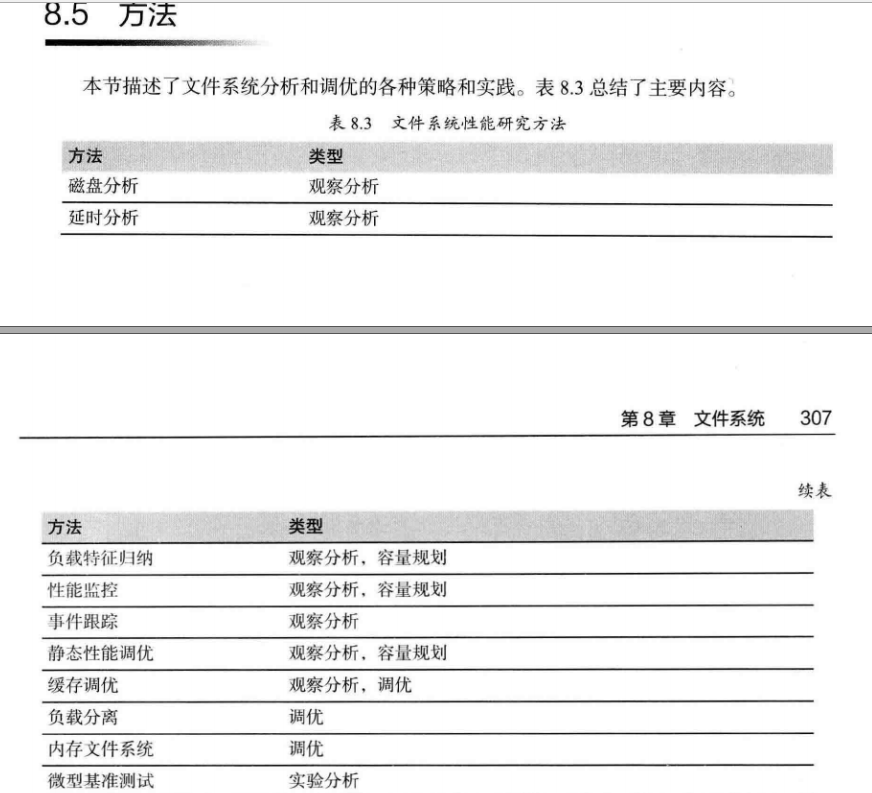 8.5 方法
本节描述了文件系统分析和调优的各种策略和实践。表 8.3 总结了主要内容。
表 8.3 文件系统性能研究方法
方法 类型
磁盘分析 观察分析
延时分析 观察分析
第 8 章 文件系统 307
续表
方法 类型
负载特征归纳 观察分析，容量规划
性能监控 观察分析，容量规划
事件跟踪 观察分析
静态性能调优 观察分析，容量规划
缓存调优 观察分析，调优
负载分离 调优
内存文件系统 调优
微型基准测试 实验分析